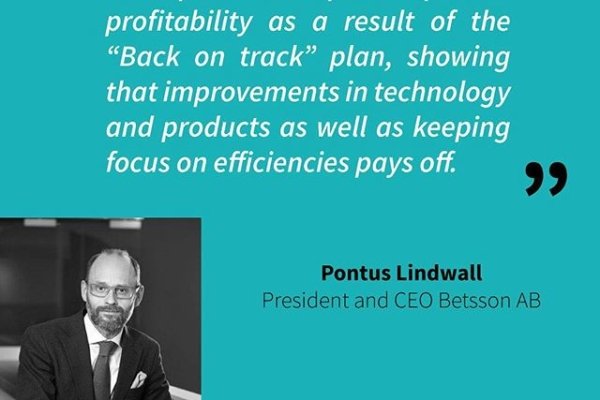 profitability as a result of the
“Back on track” plan, showing
that improvements in technology
and products as well as keeping
focus on efficiencies pays off.
”
Pontus Lindwall
President and CEO Betsson AB